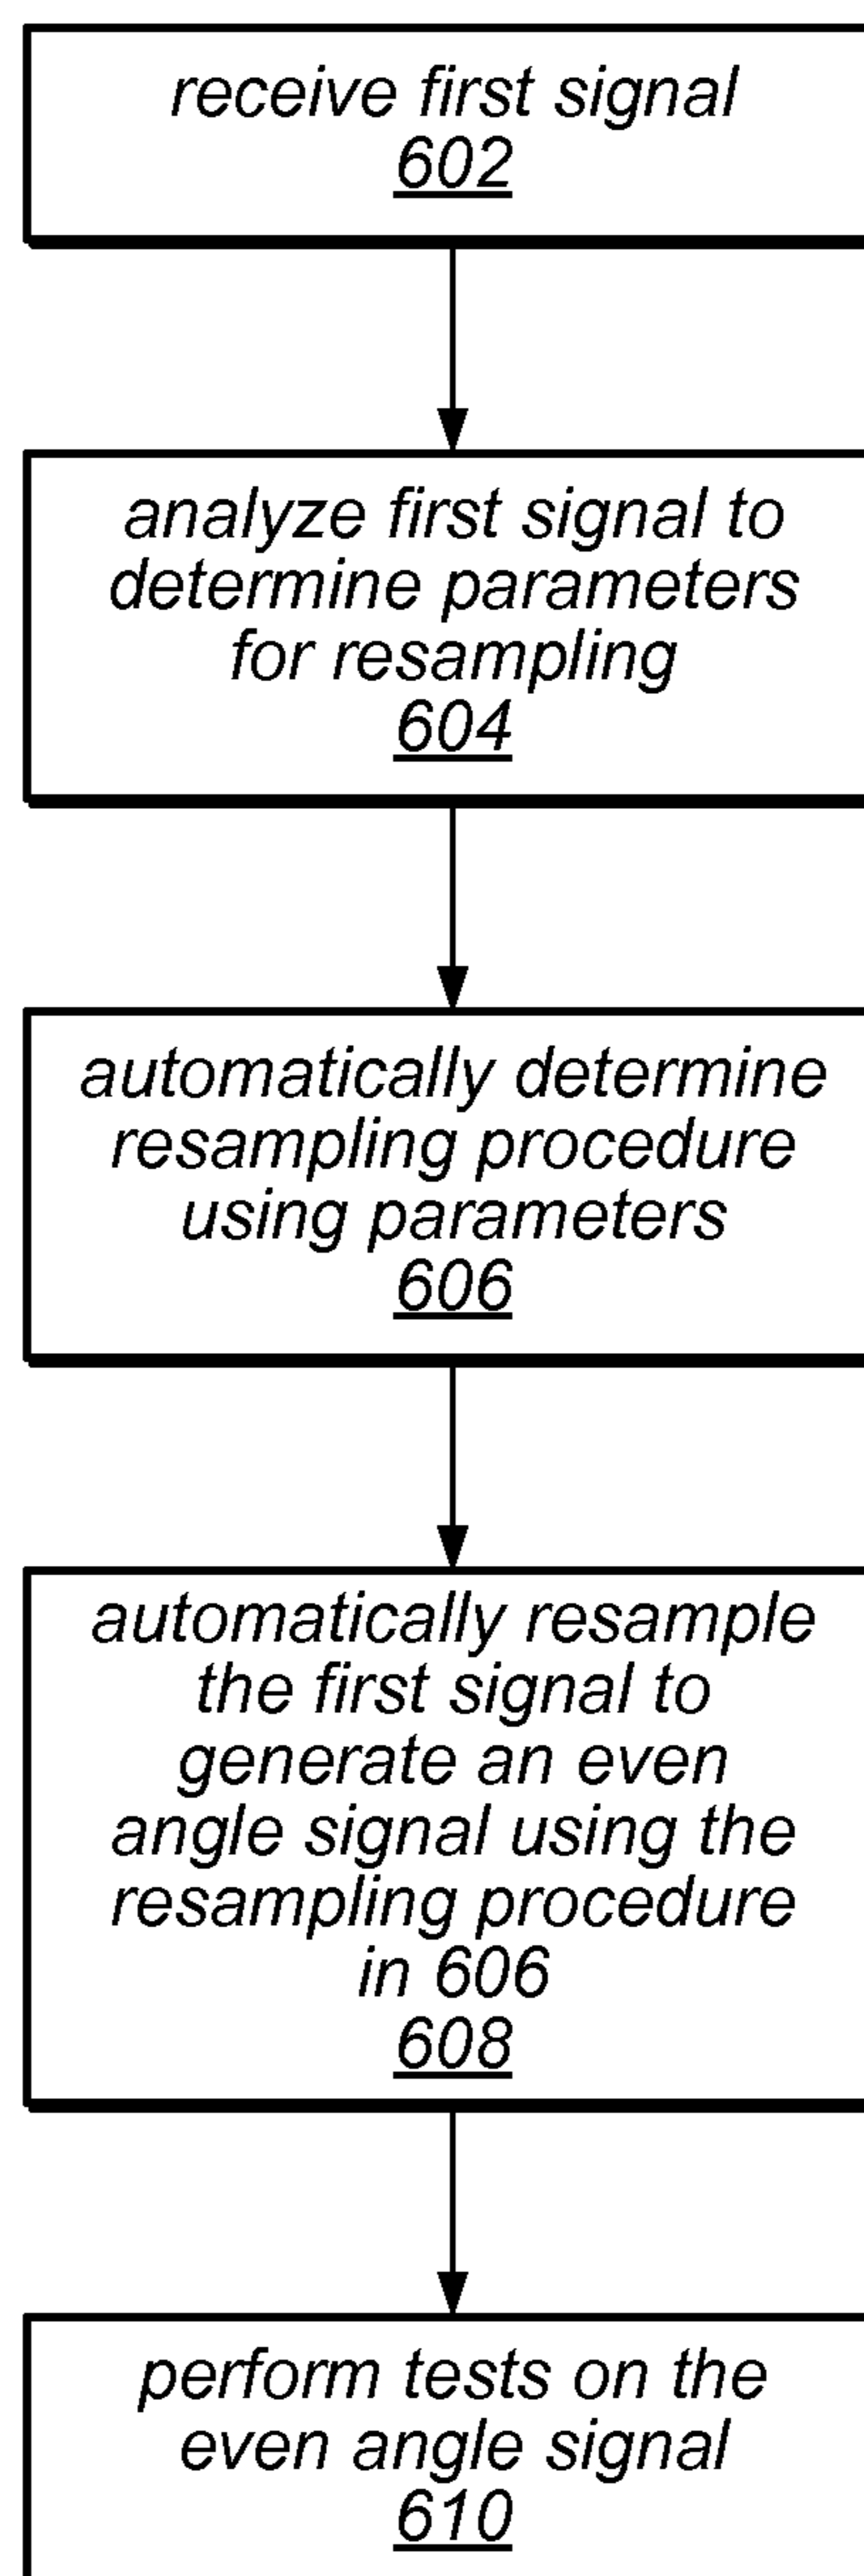 receive first signal
602
analyze first signal to
determine parameters
for resampling
604
automatically determine
resampling procedure
using parameters
606
automatically resample
the first signal to
generate an even
angle signal using the
resampling procedure
in 606
608
perform tests on the
even angle signal
610